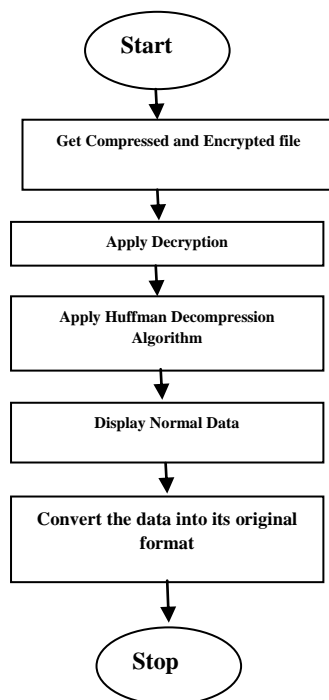 Start
Get Compressed and Encrypted file
Apply Decryption
Apply Huffman Decompression
Algorithm
Display Normal Data
Convert the data into its original
format
Stop